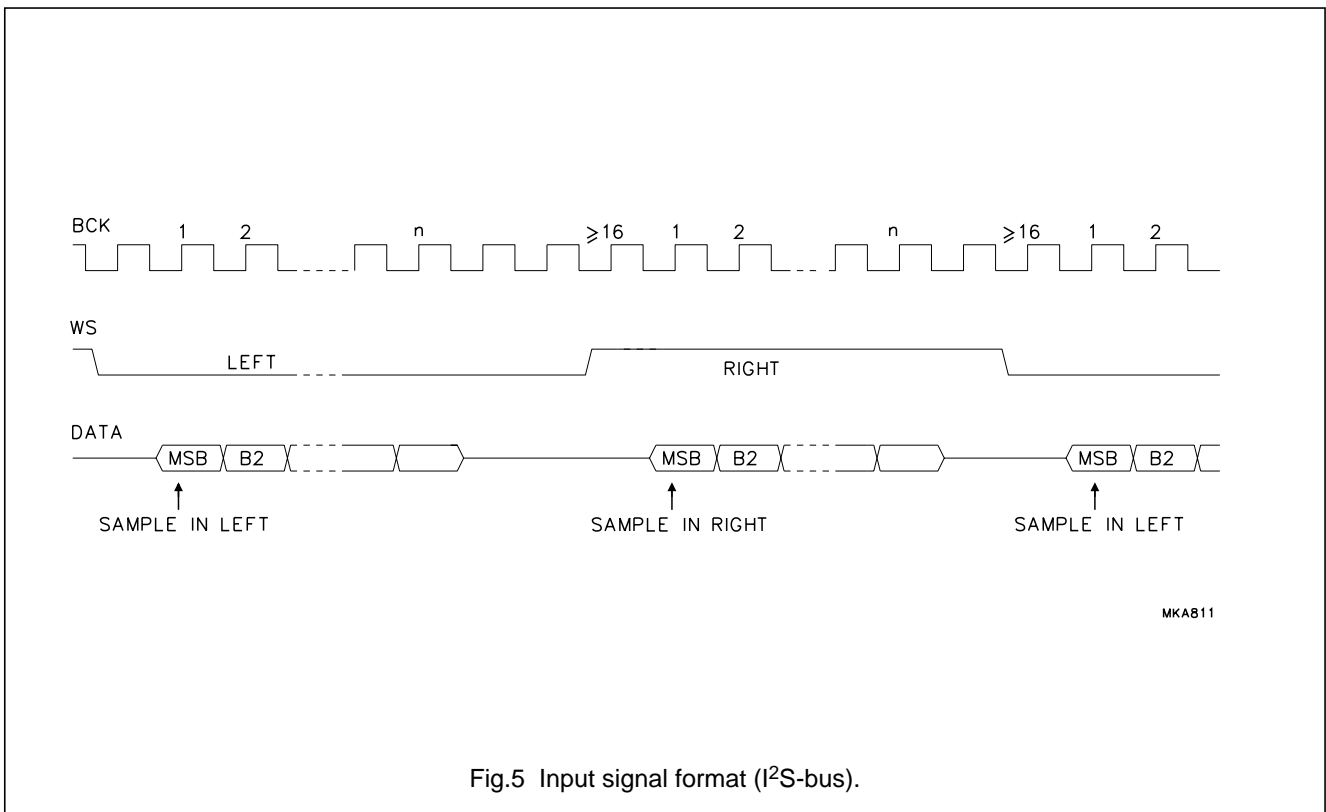 BCK
1 2 n ≥16 1 2 n ≥16 1 2
WS
LEFT RIGHT
DATA
MSB B2 MSB B2 MSB B2
SAMPLE IN LEFT SAMPLE IN RIGHT SAMPLE IN LEFT
MKA811
Fig.5 Input signal format (I²S-bus).